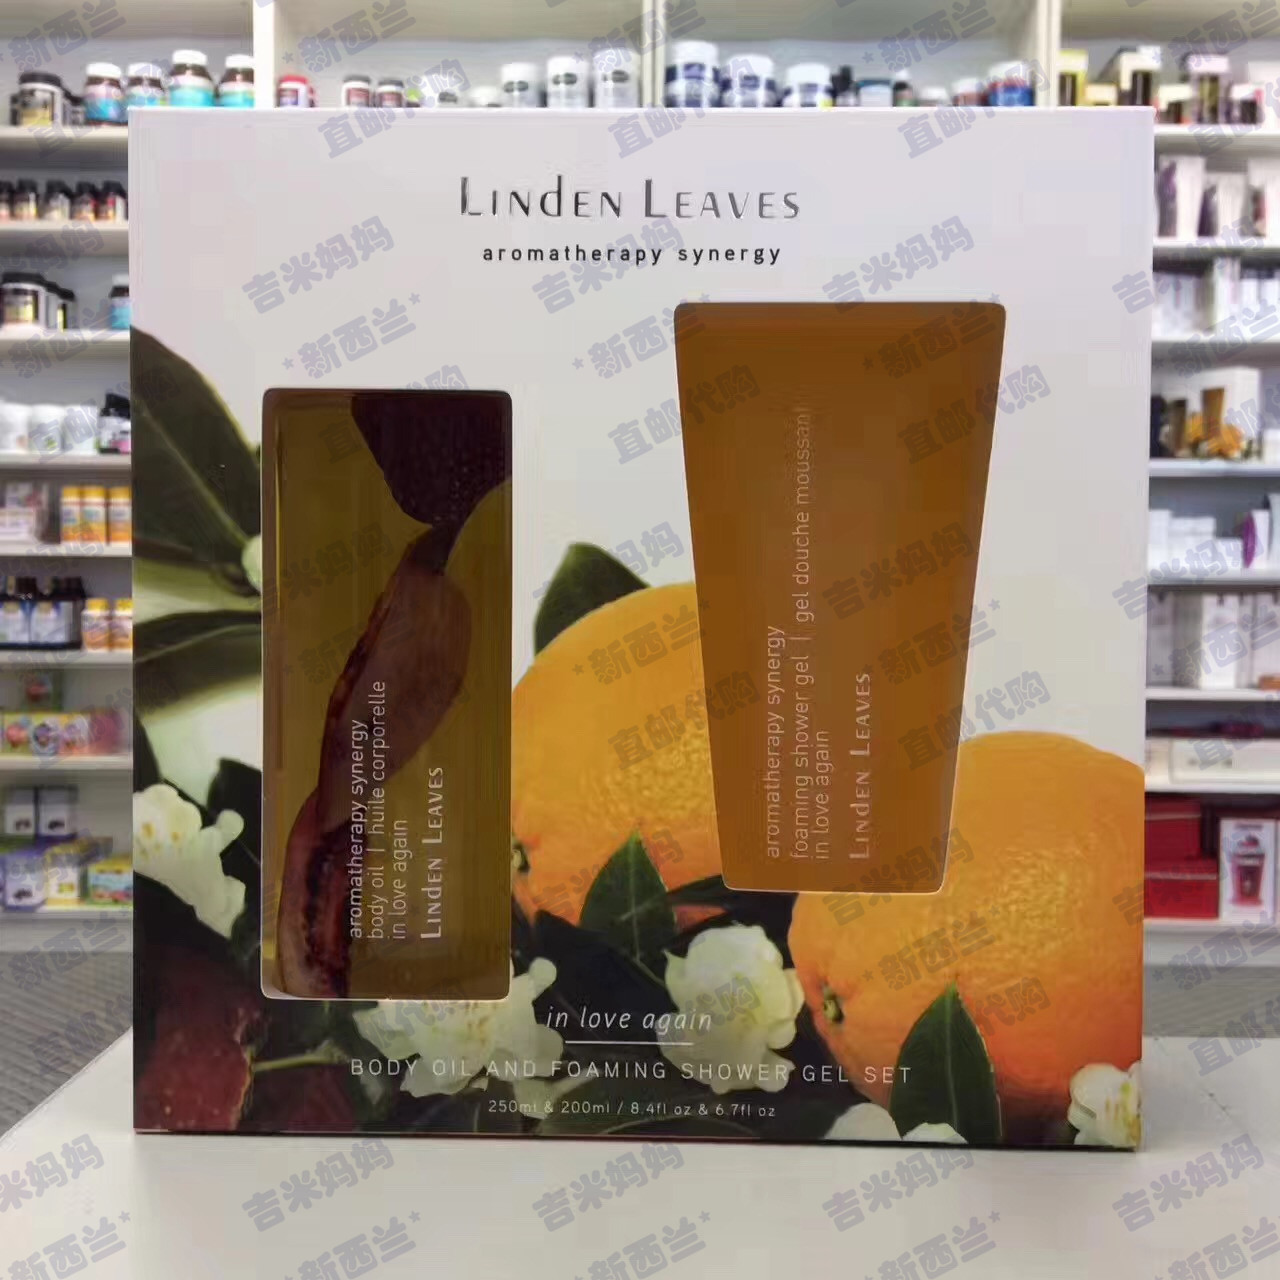 LINDEN LEAVES
aromatherapy synergy
aromatherapy synergy
body oil | huile corporelle
in love again
LINDEN LEAVES
aromatherapy synergy
foaming shower gel | gel douche moussant
in love again
LINDEN LEAVES
in love again
BODY OIL AND FOAMING SHOWER GEL SET
250ml & 200ml / 8.4fl oz & 6.7fl oz
吉米妈妈
新西兰
直邮代购